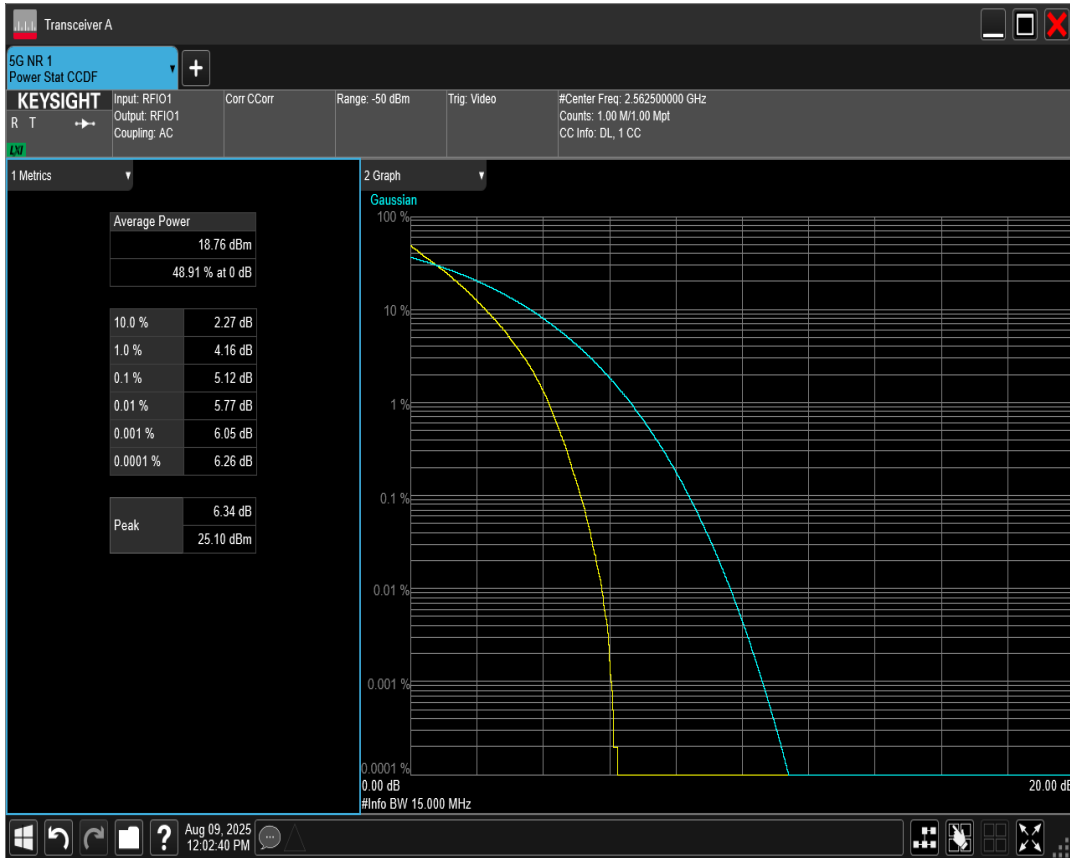 Transceiver A
5G NR 1
Power Stat CCDF
+
KEYSIGHT
R T
LXI
Input: RFIO1
Output: RFIO1
Coupling: AC
Corr CCorr
Range: -50 dBm
Trig: Video
#Center Freq: 2.562500000 GHz
Counts: 1.00 M/1.00 Mpt
CC Info: DL, 1 CC
1 Metrics
Average Power
18.76 dBm
48.91 % at 0 dB
10.0 % 2.27 dB
1.0 % 4.16 dB
0.1 % 5.12 dB
0.01 % 5.77 dB
0.001 % 6.05 dB
0.0001 % 6.26 dB
Peak
6.34 dB
25.10 dBm
2 Graph
Gaussian
100 %
10 %
1 %
0.1 %
0.01 %
0.001 %
0.0001 %
0.00 dB 20.00 dB
#Info BW 15.000 MHz
?
Aug 09, 2025
12:02:40 PM